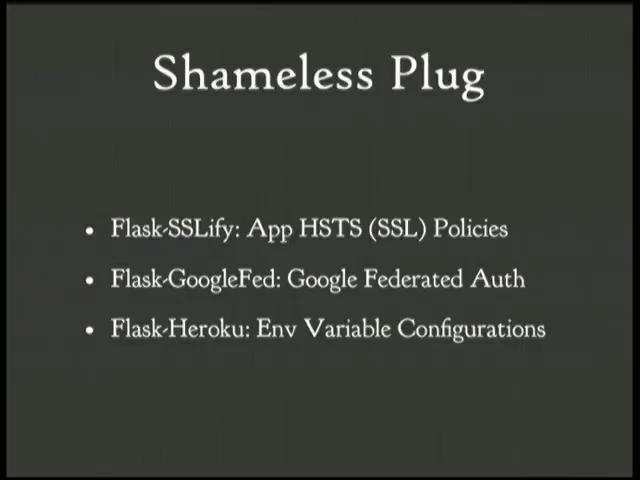 Shameless Plug
• Flask-SSLify: App HSTS (SSL) Policies
• Flask-GoogleFed: Google Federated Auth
• Flask-Heroku: Env Variable Configurations